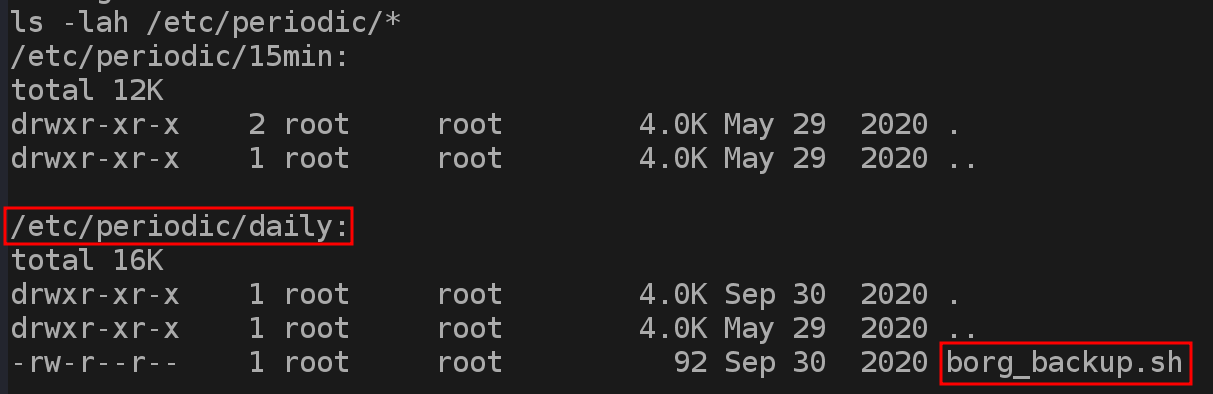 ls -lah /etc/periodic/*
/etc/periodic/15min:
total 12K
drwxr-xr-x    2 root     root        4.0K May 29  2020 .
drwxr-xr-x    1 root     root        4.0K May 29  2020 ..
/etc/periodic/daily:
total 16K
drwxr-xr-x    1 root     root        4.0K Sep 30  2020 .
drwxr-xr-x    1 root     root        4.0K May 29  2020 ..
-rw-r--r--    1 root     root          92 Sep 30  2020 borg_backup.sh